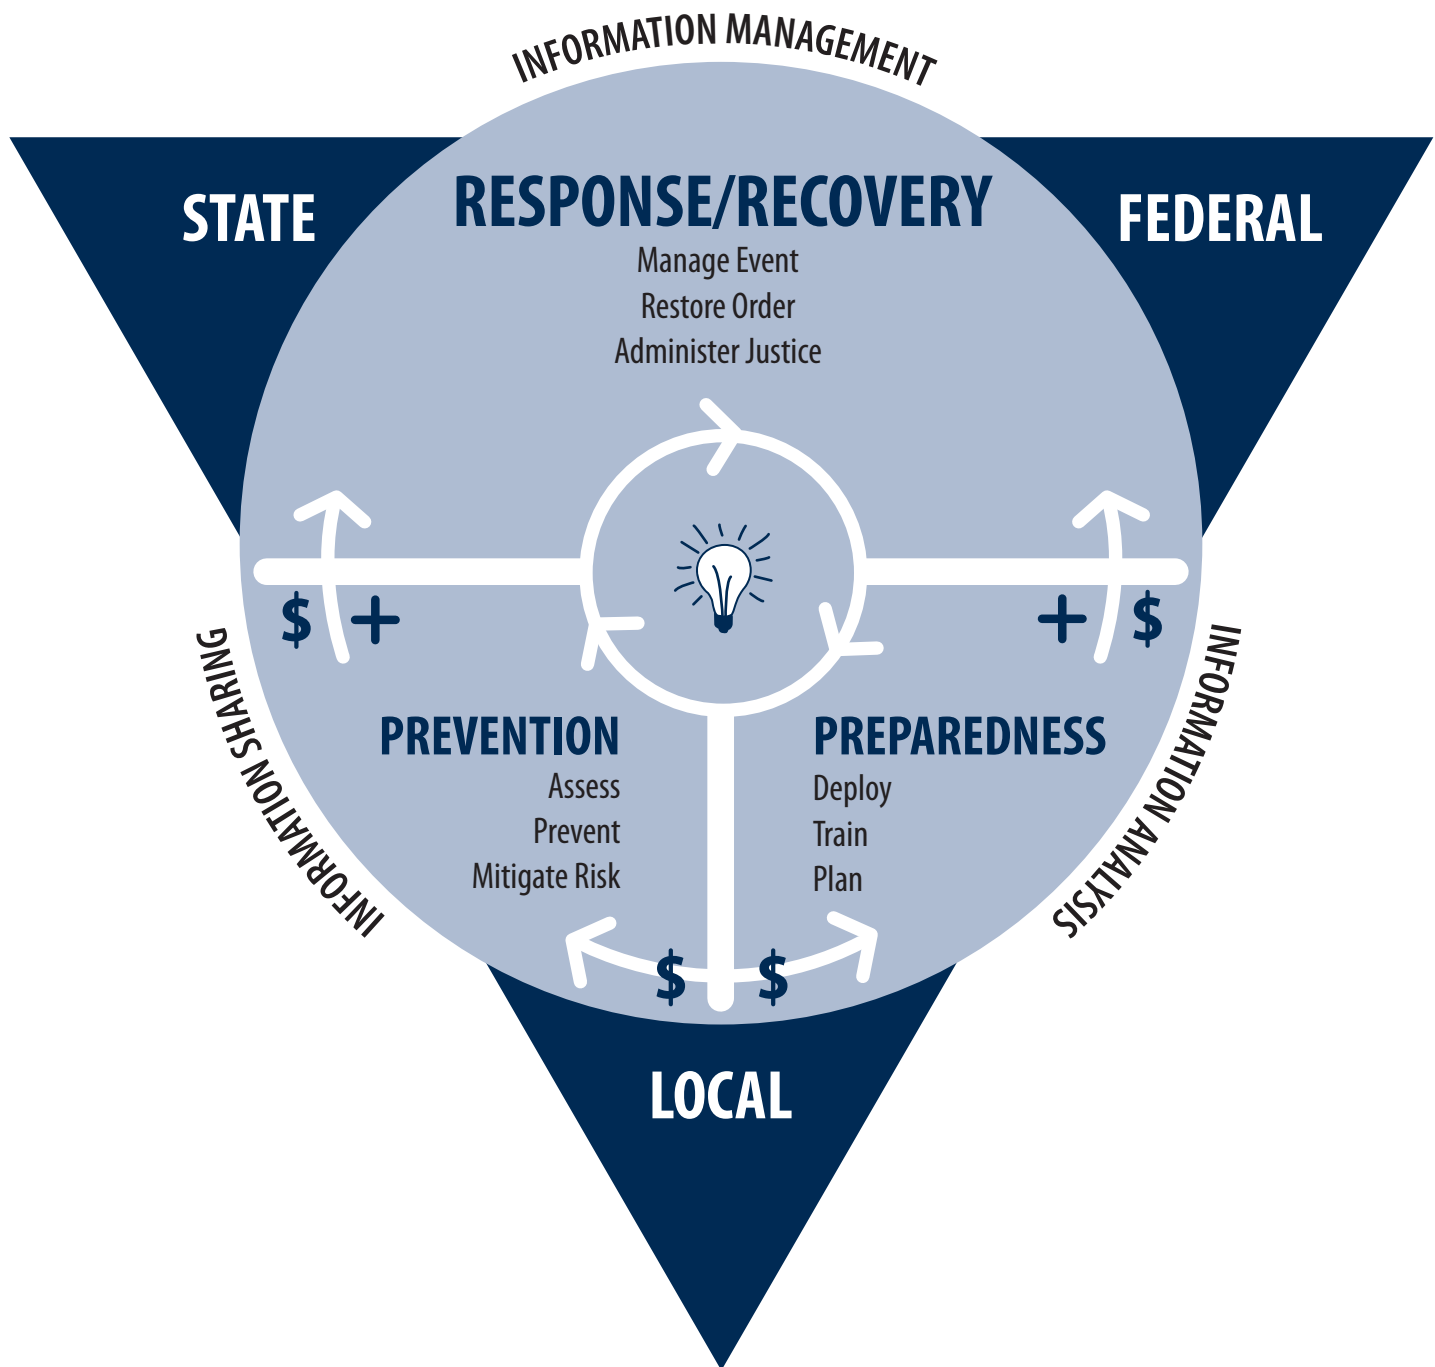 INFORMATION MANAGEMENT
STATE
RESPONSE/RECOVERY
FEDERAL
Manage Event
Restore Order
Administer Justice
$ +
+ $
INFORMATION SHARING
INFORMATION ANALYSIS
PREVENTION
Assess
Prevent
Mitigate Risk
PREPAREDNESS
Deploy
Train
Plan
$ $
LOCAL